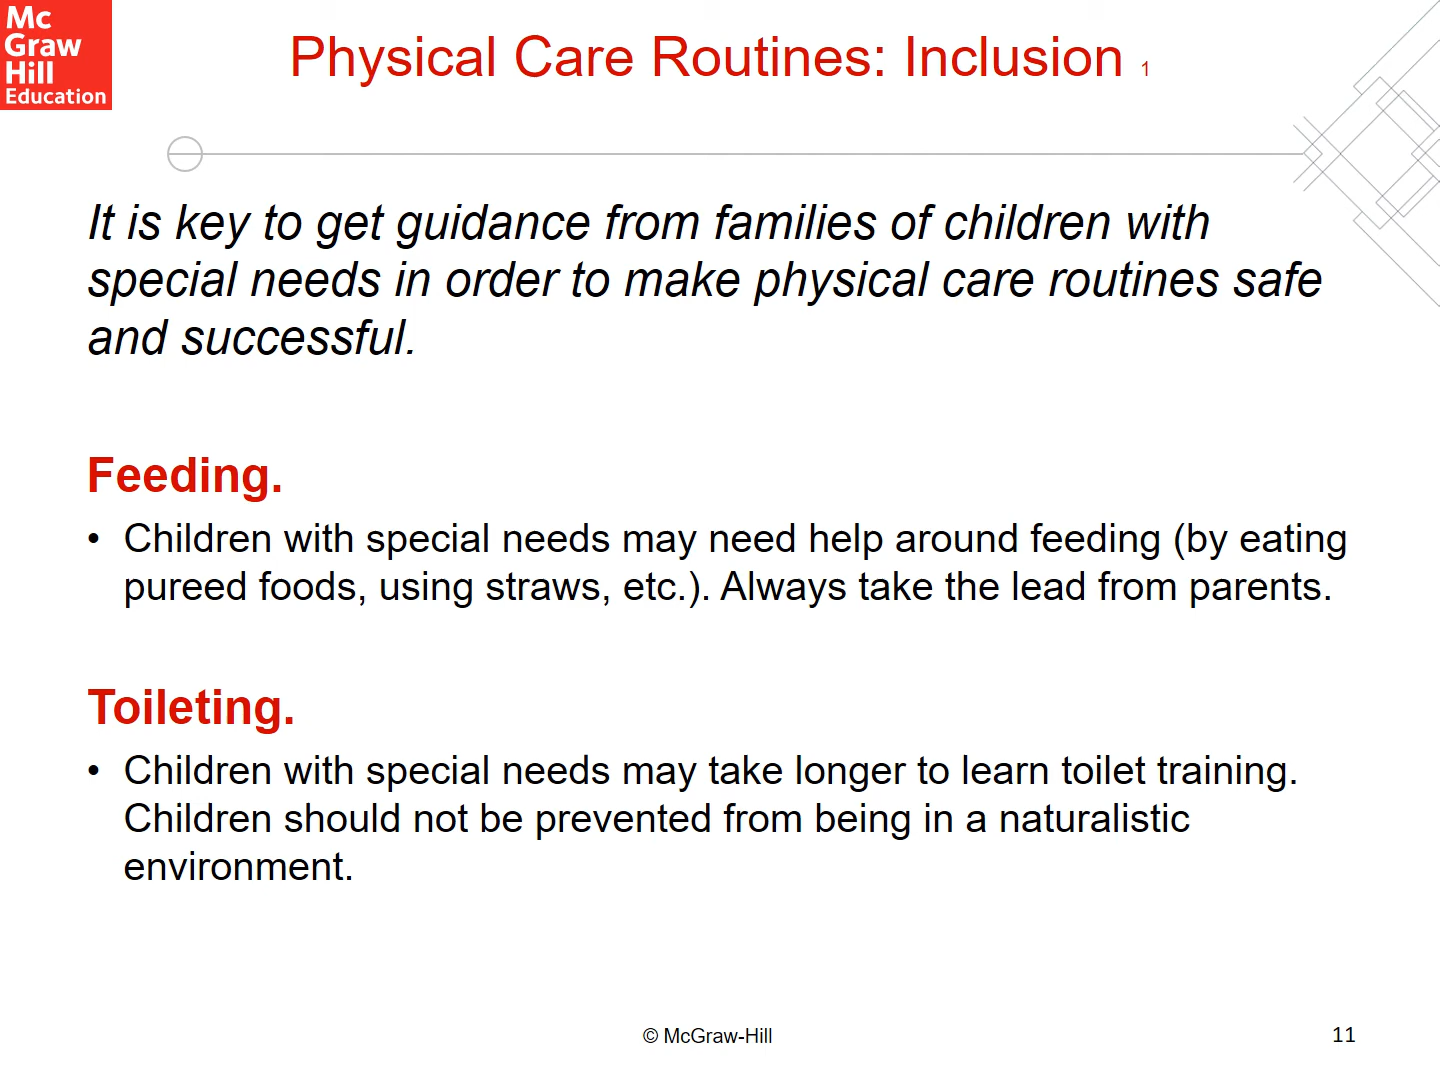 Mc
Graw
Hill
Education
Physical Care Routines: Inclusion 1
It is key to get guidance from families of children with
special needs in order to make physical care routines safe
and successful.
Feeding.
• Children with special needs may need help around feeding (by eating
pureed foods, using straws, etc.). Always take the lead from parents.
Toileting.
• Children with special needs may take longer to learn toilet training.
Children should not be prevented from being in a naturalistic
environment.
© McGraw-Hill
11